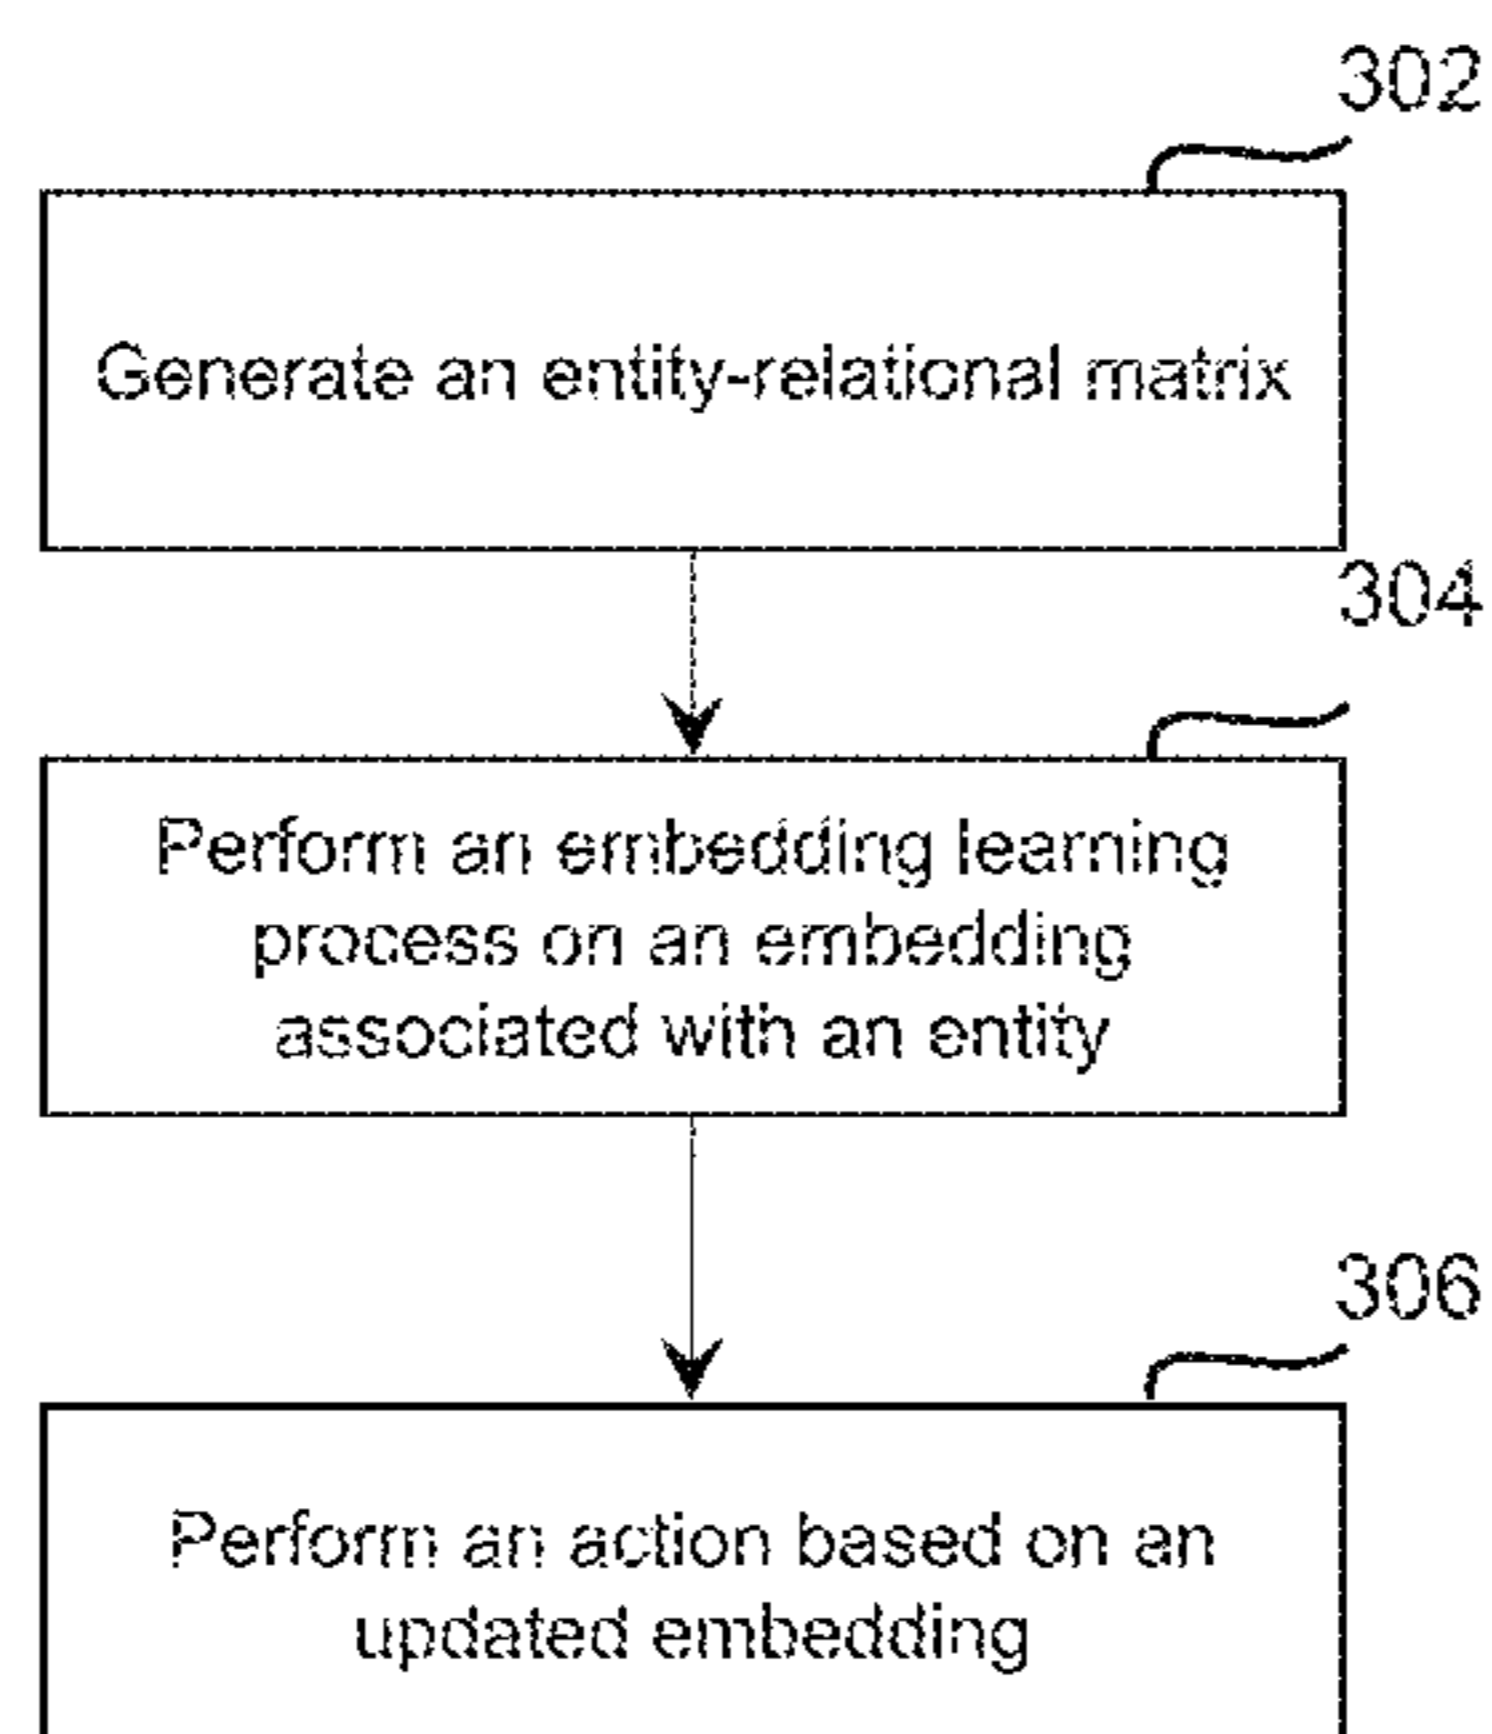 302
Generate an entity-relational matrix
304
Perform an embedding learning
process on an embedding
associated with an entity
306
Perform an action based on an
updated embedding